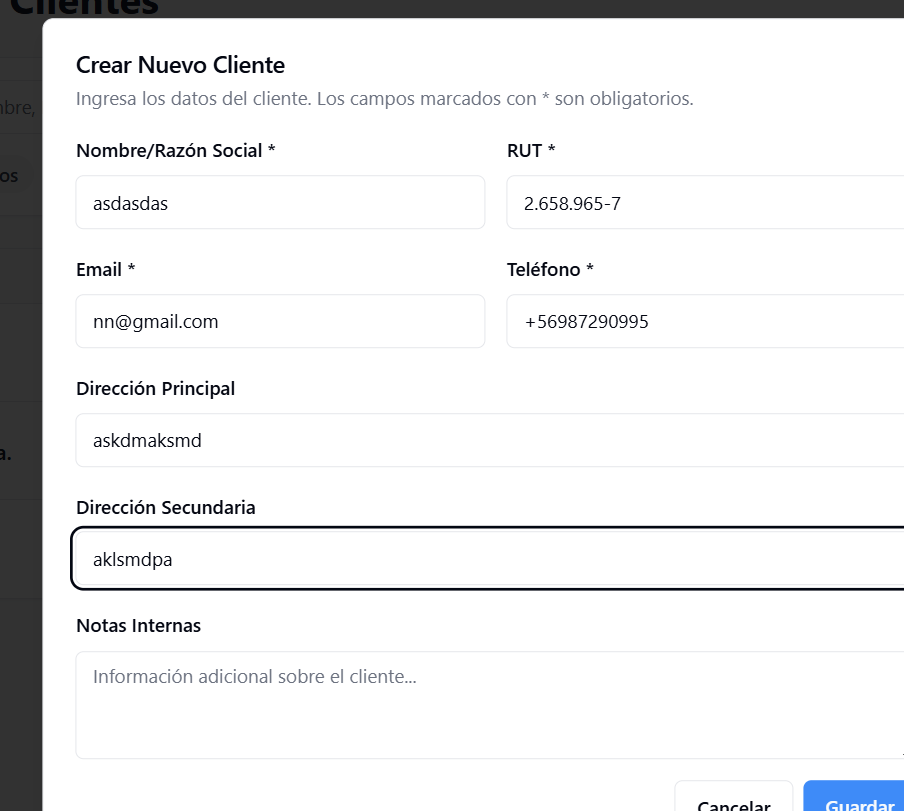 Clientes
Crear Nuevo Cliente
Ingresa los datos del cliente. Los campos marcados con * son obligatorios.
Nombre/Razón Social *
RUT *
asdasdas
2.658.965-7
Email *
Teléfono *
nn@gmail.com
+56987290995
Dirección Principal
askdmaksmd
Dirección Secundaria
aklsmdpa
Notas Internas
Información adicional sobre el cliente...
Cancelar
Guardar